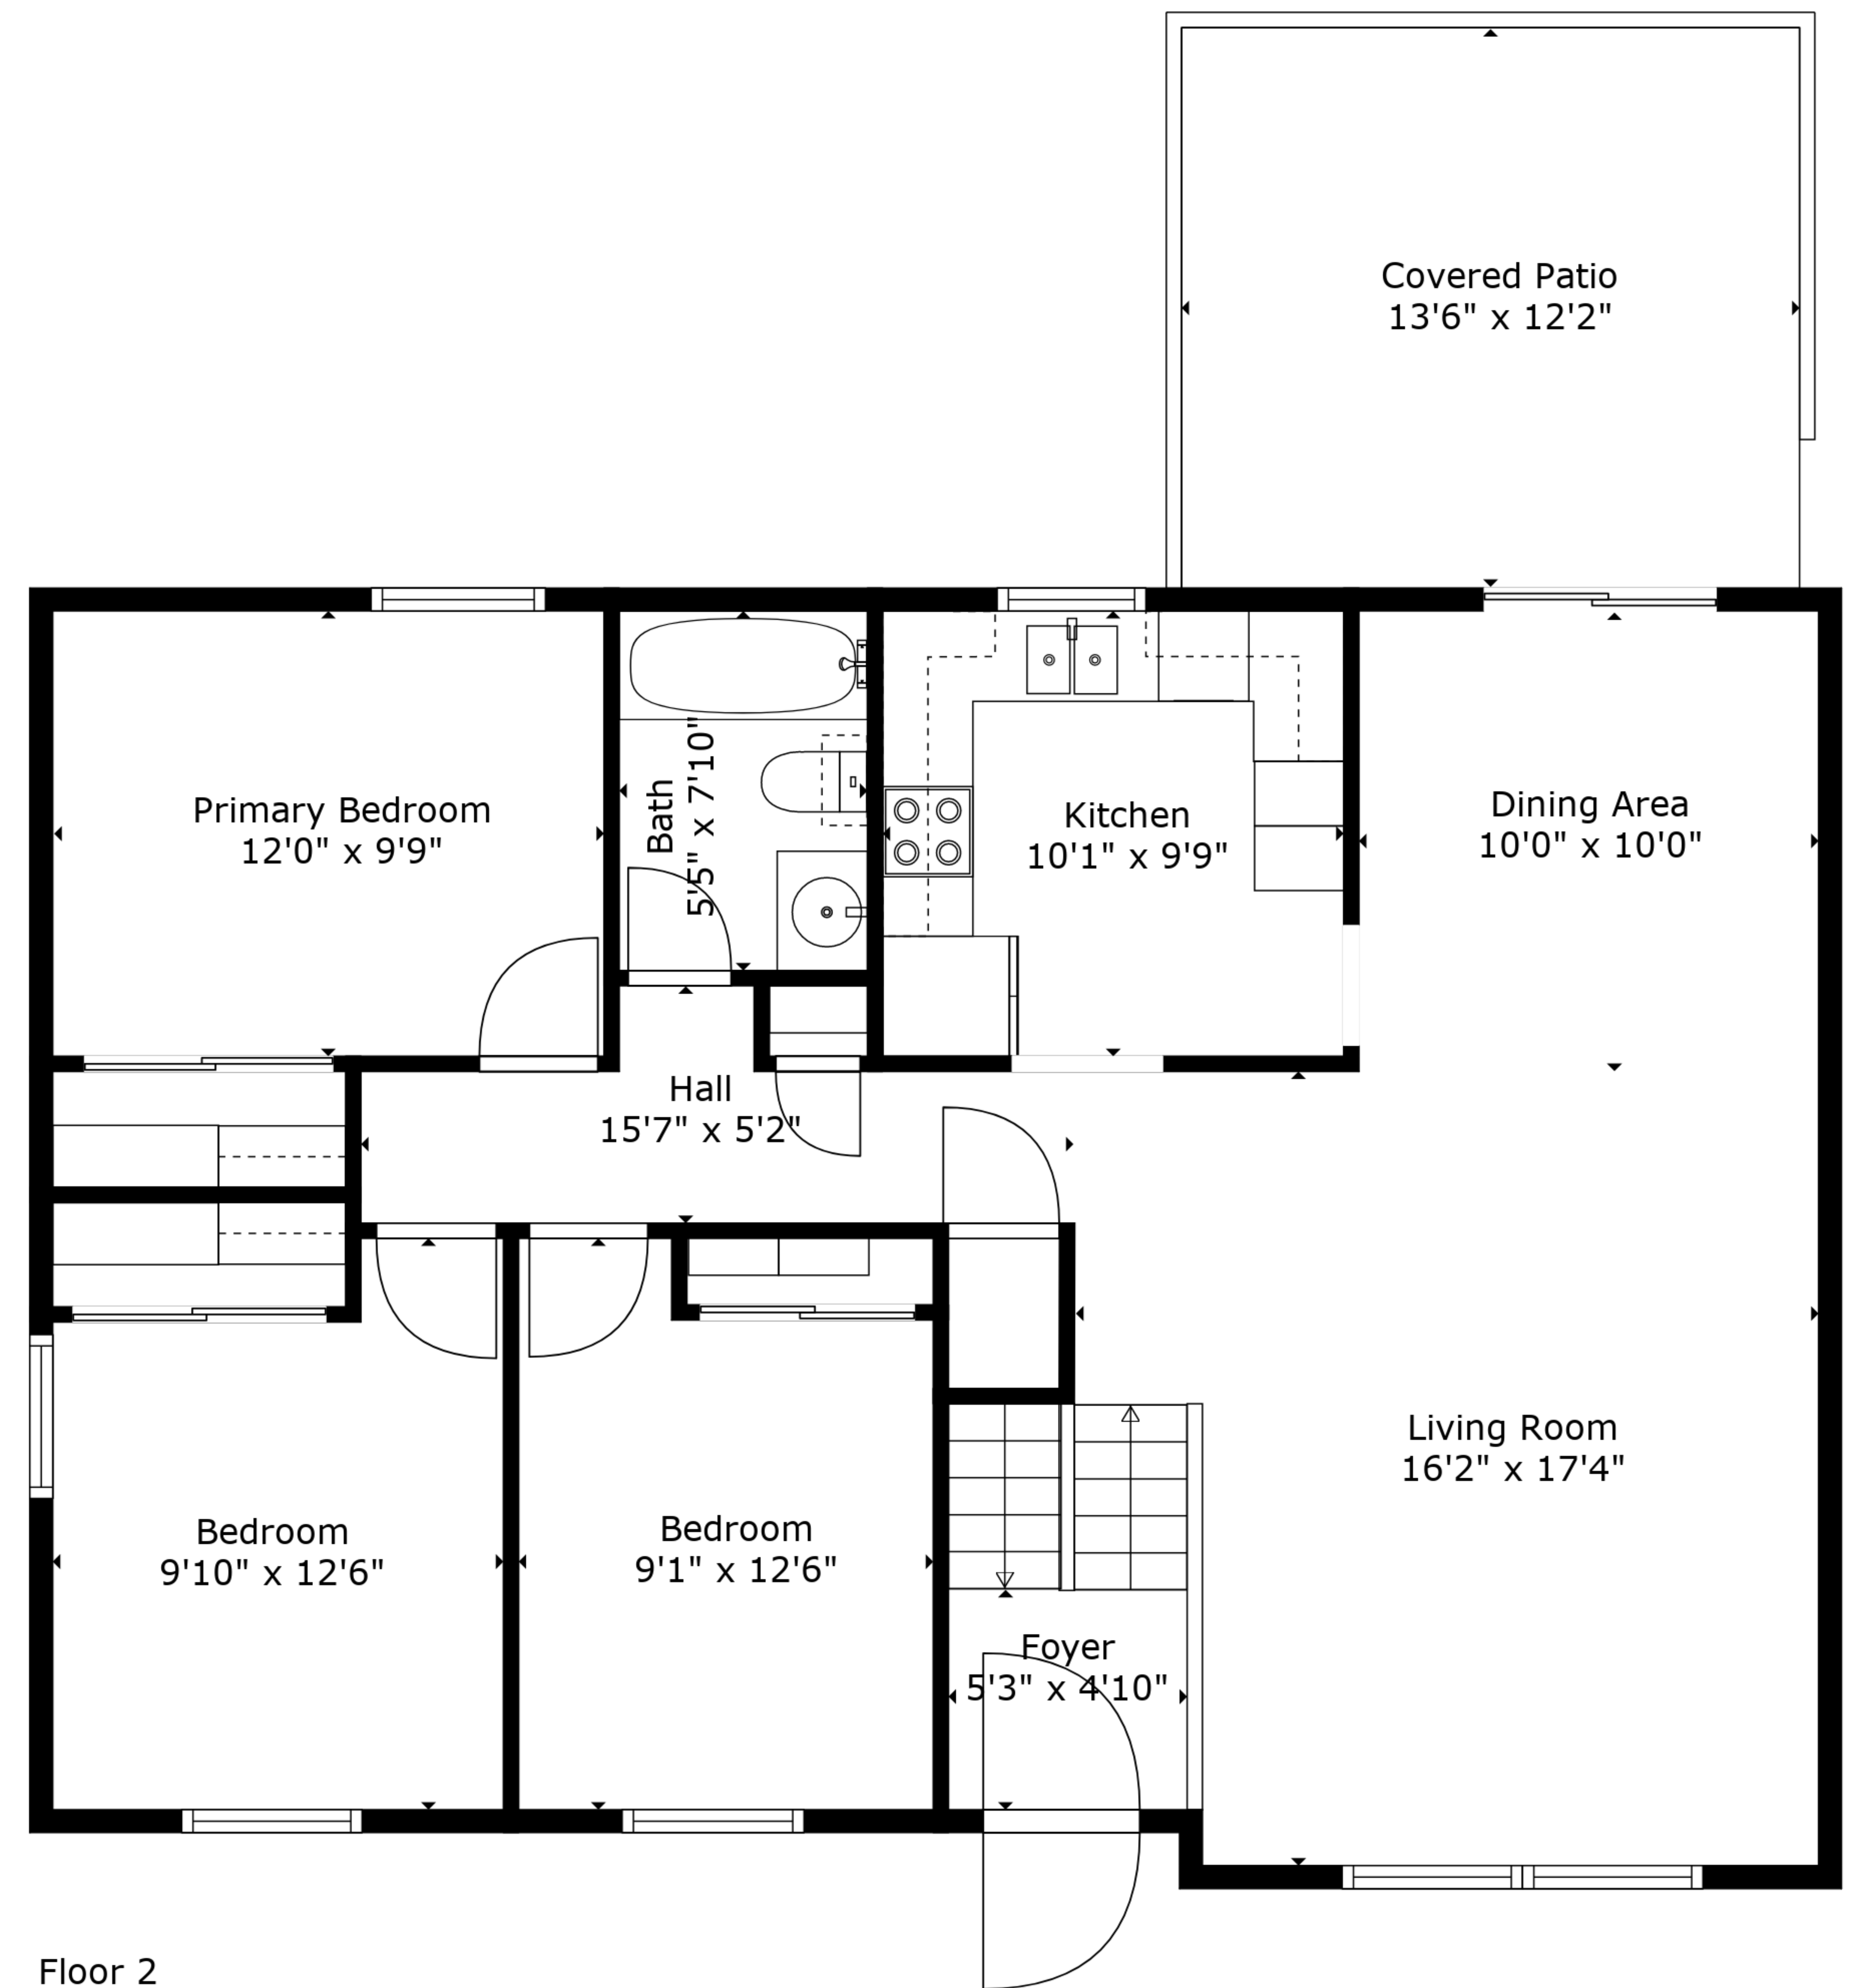 Covered Patio
13'6" x 12'2"
Primary Bedroom
12'0" x 9'9"
Bath
5'5" x 7'10"
Kitchen
10'1" x 9'9"
Dining Area
10'0" x 10'0"
Hall
15'7" x 5'2"
Living Room
16'2" x 17'4"
Bedroom
9'10" x 12'6"
Bedroom
9'1" x 12'6"
Foyer
5'3" x 4'10"
Floor 2